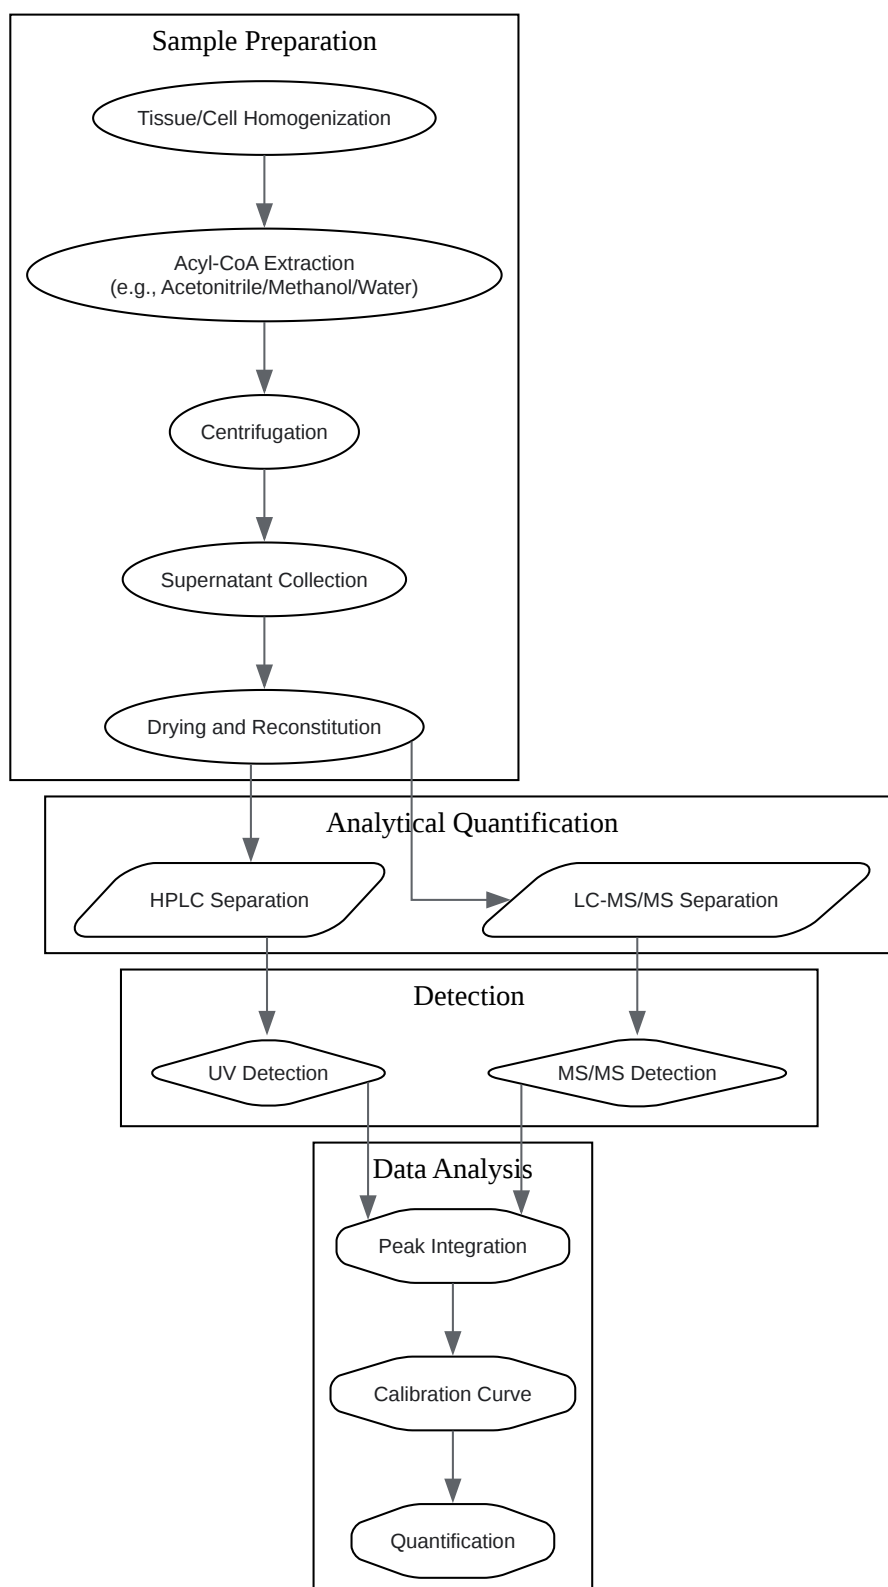 Sample Preparation
Tissue/Cell Homogenization
Acyl-CoA Extraction
(e.g., Acetonitrile/Methanol/Water)
Centrifugation
Supernatant Collection
Drying and Reconstitution
Analytical Quantification
HPLC Separation
LC-MS/MS Separation
Detection
UV Detection
MS/MS Detection
Data Analysis
Peak Integration
Calibration Curve
Quantification